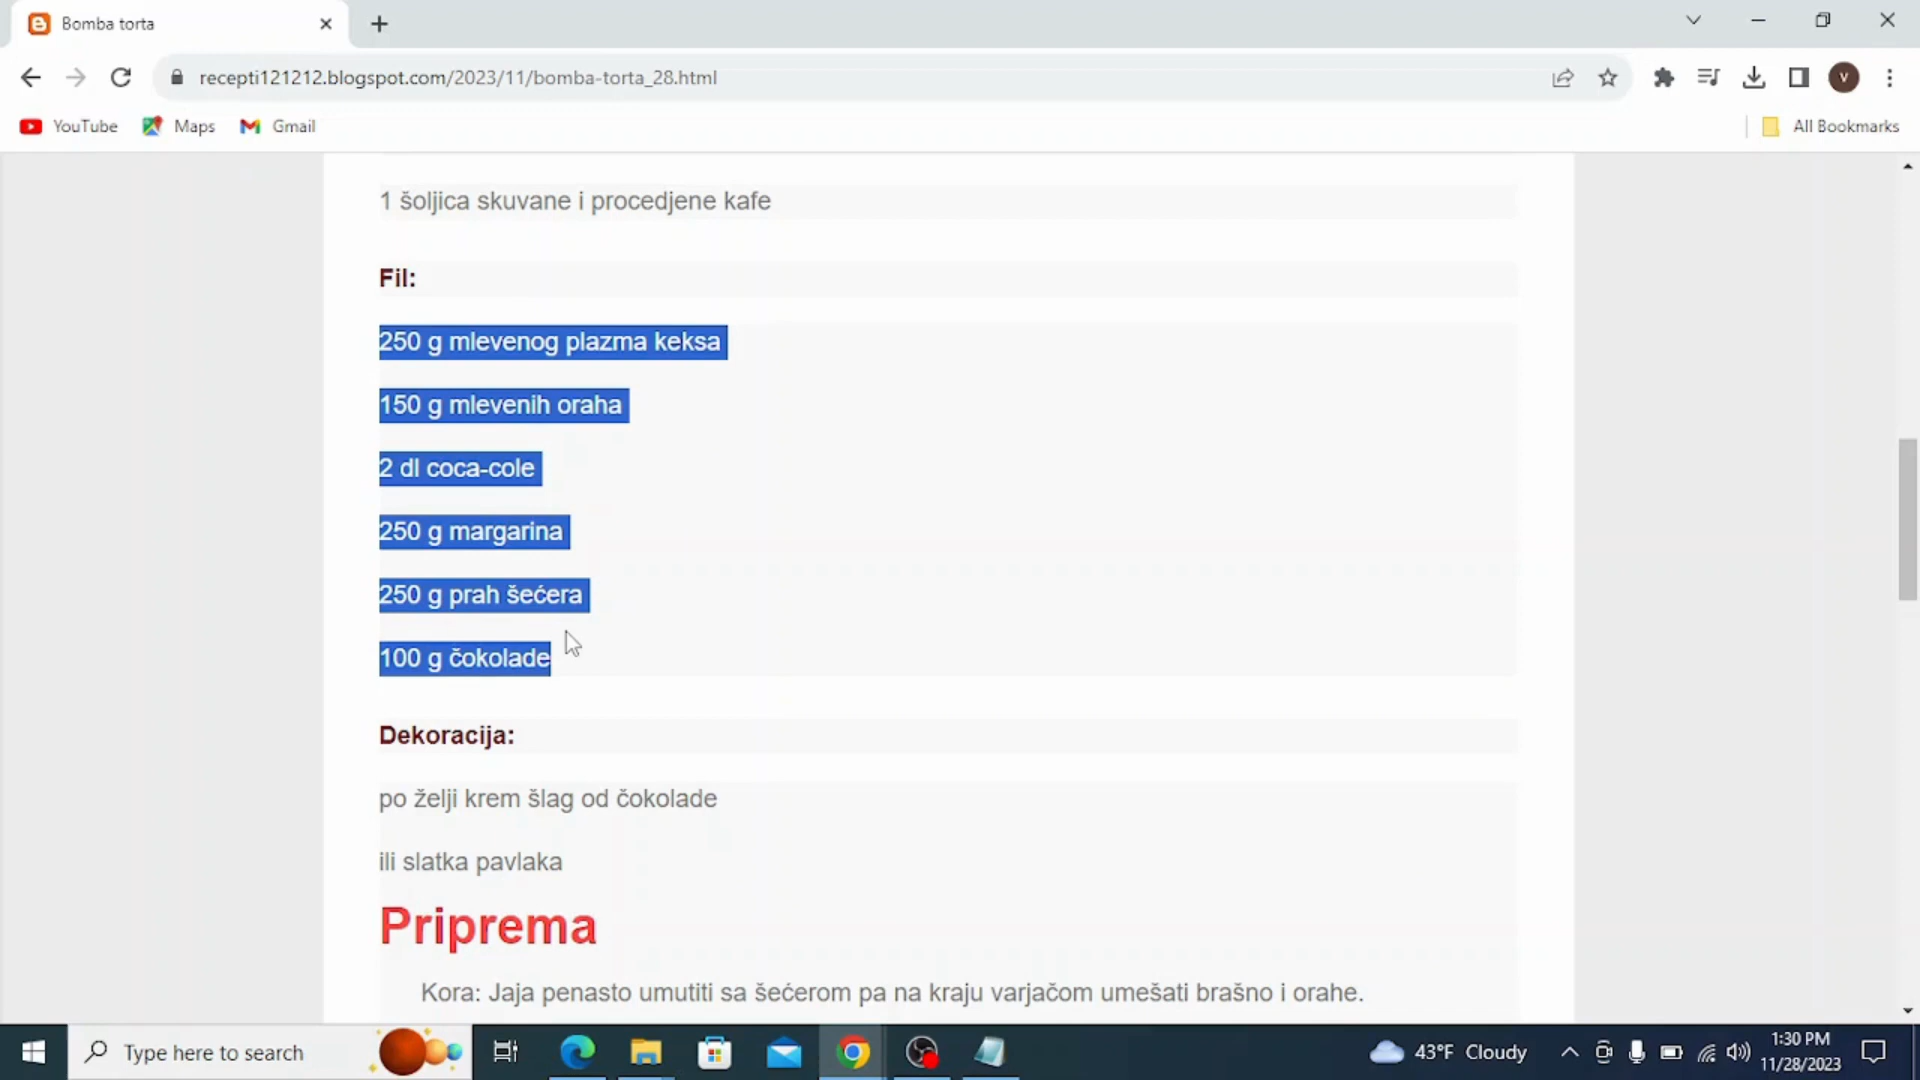 Bomba torta
recepti121212.blogspot.com/2023/11/bomba-torta_28.html
V
YouTube Maps Gmail All Bookmarks
1 šoljica skuvane i procedjene kafe
Fil:
250 g mlevenog plazma keksa
150 g mlevenih oraha
2 dl coca-cole
250 g margarina
250 g prah šećera
100 g čokolade
Dekoracija:
po želji krem šlag od čokolade
ili slatka pavlaka
Priprema
Kora: Jaja penasto umutiti sa šećerom pa na kraju varjačom umešati brašno i orahe.
Type here to search
43°F Cloudy
1:30 PM
11/28/2023